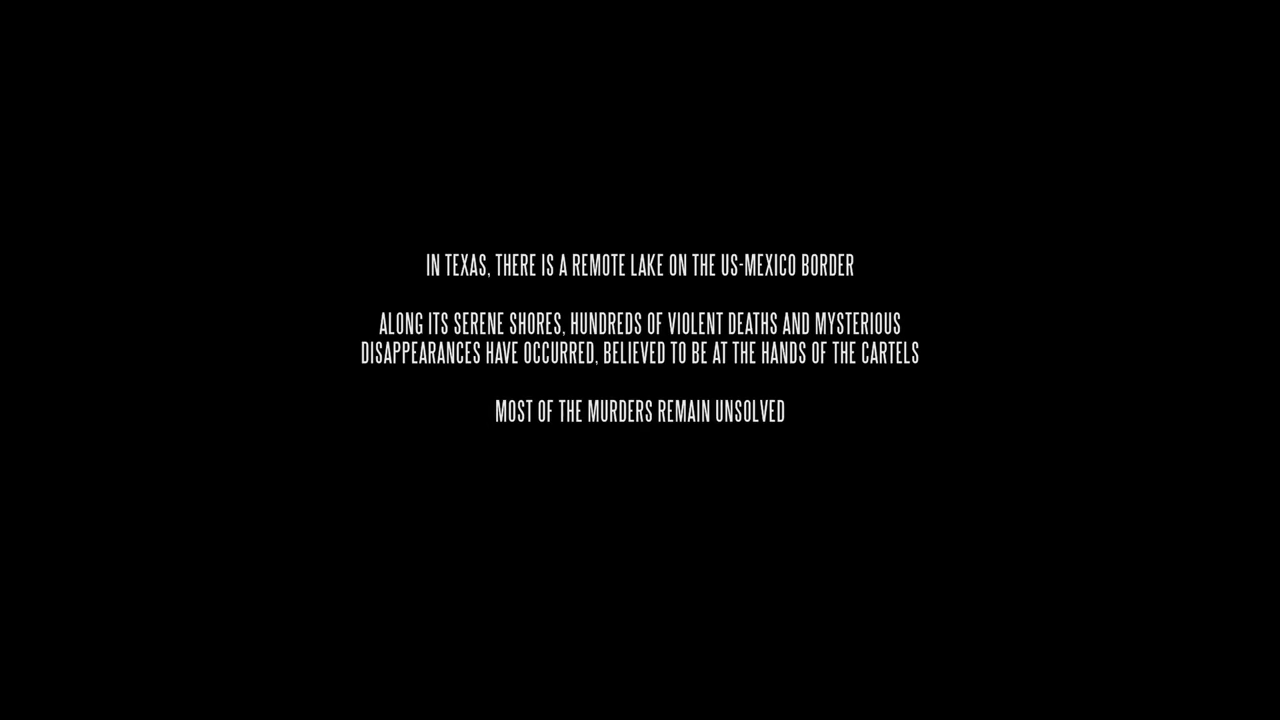 IN TEXAS, THERE IS A REMOTE LAKE ON THE US-MEXICO BORDER
ALONG ITS SERENE SHORES, HUNDREDS OF VIOLENT DEATHS AND MYSTERIOUS
DISAPPEARANCES HAVE OCCURRED, BELIEVED TO BE AT THE HANDS OF THE CARTELS
MOST OF THE MURDERS REMAIN UNSOLVED